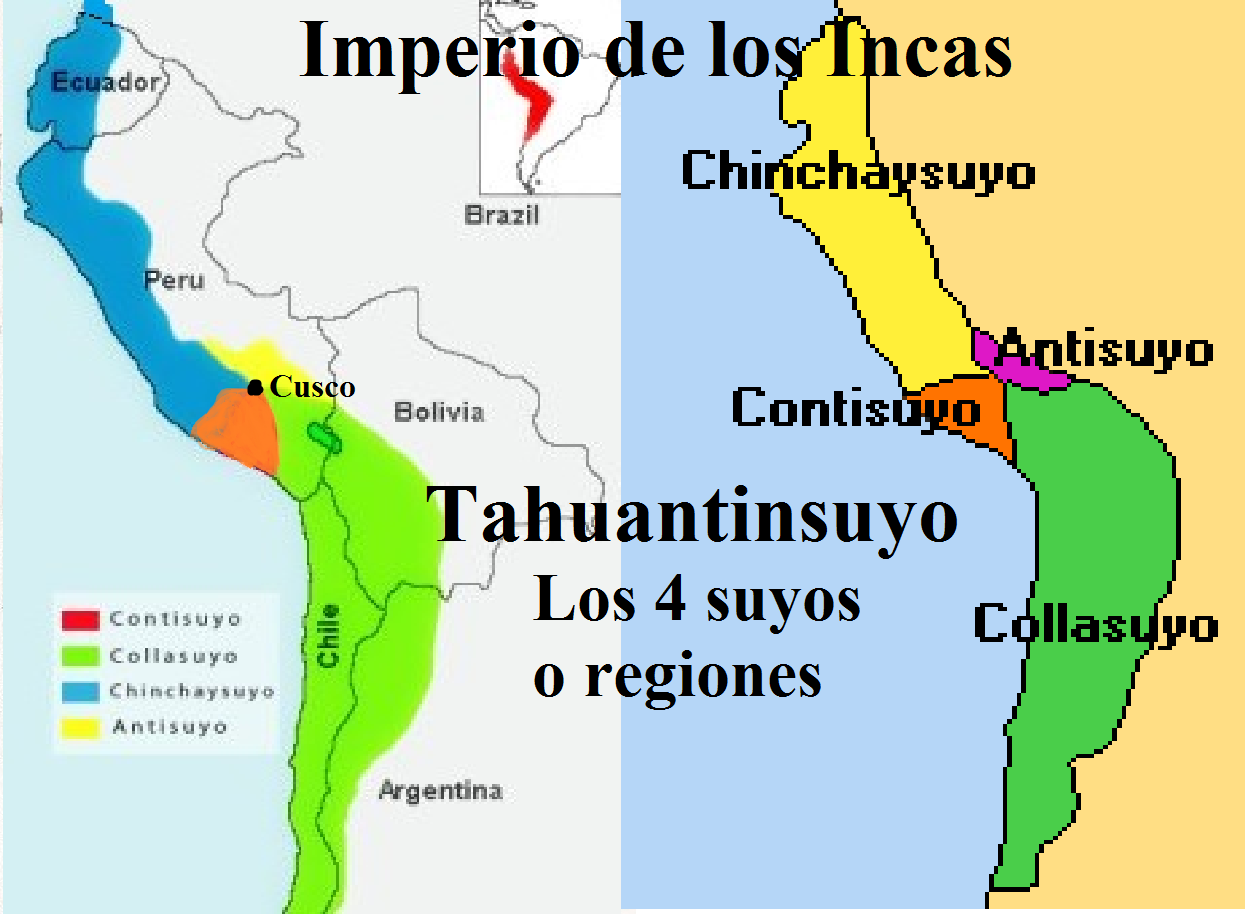 Imperio de los Incas
Ecuador
Brazil
Peru
Cusco
Bolivia
Chile
Argentina
Contisuyo
Collasuyo
Chinchaysuyo
Antisuyo
Chinchaysuyo
Antisuyo
Contisuyo
Tahuantinsuyo
Los 4 suyos
o regiones
Collasuyo